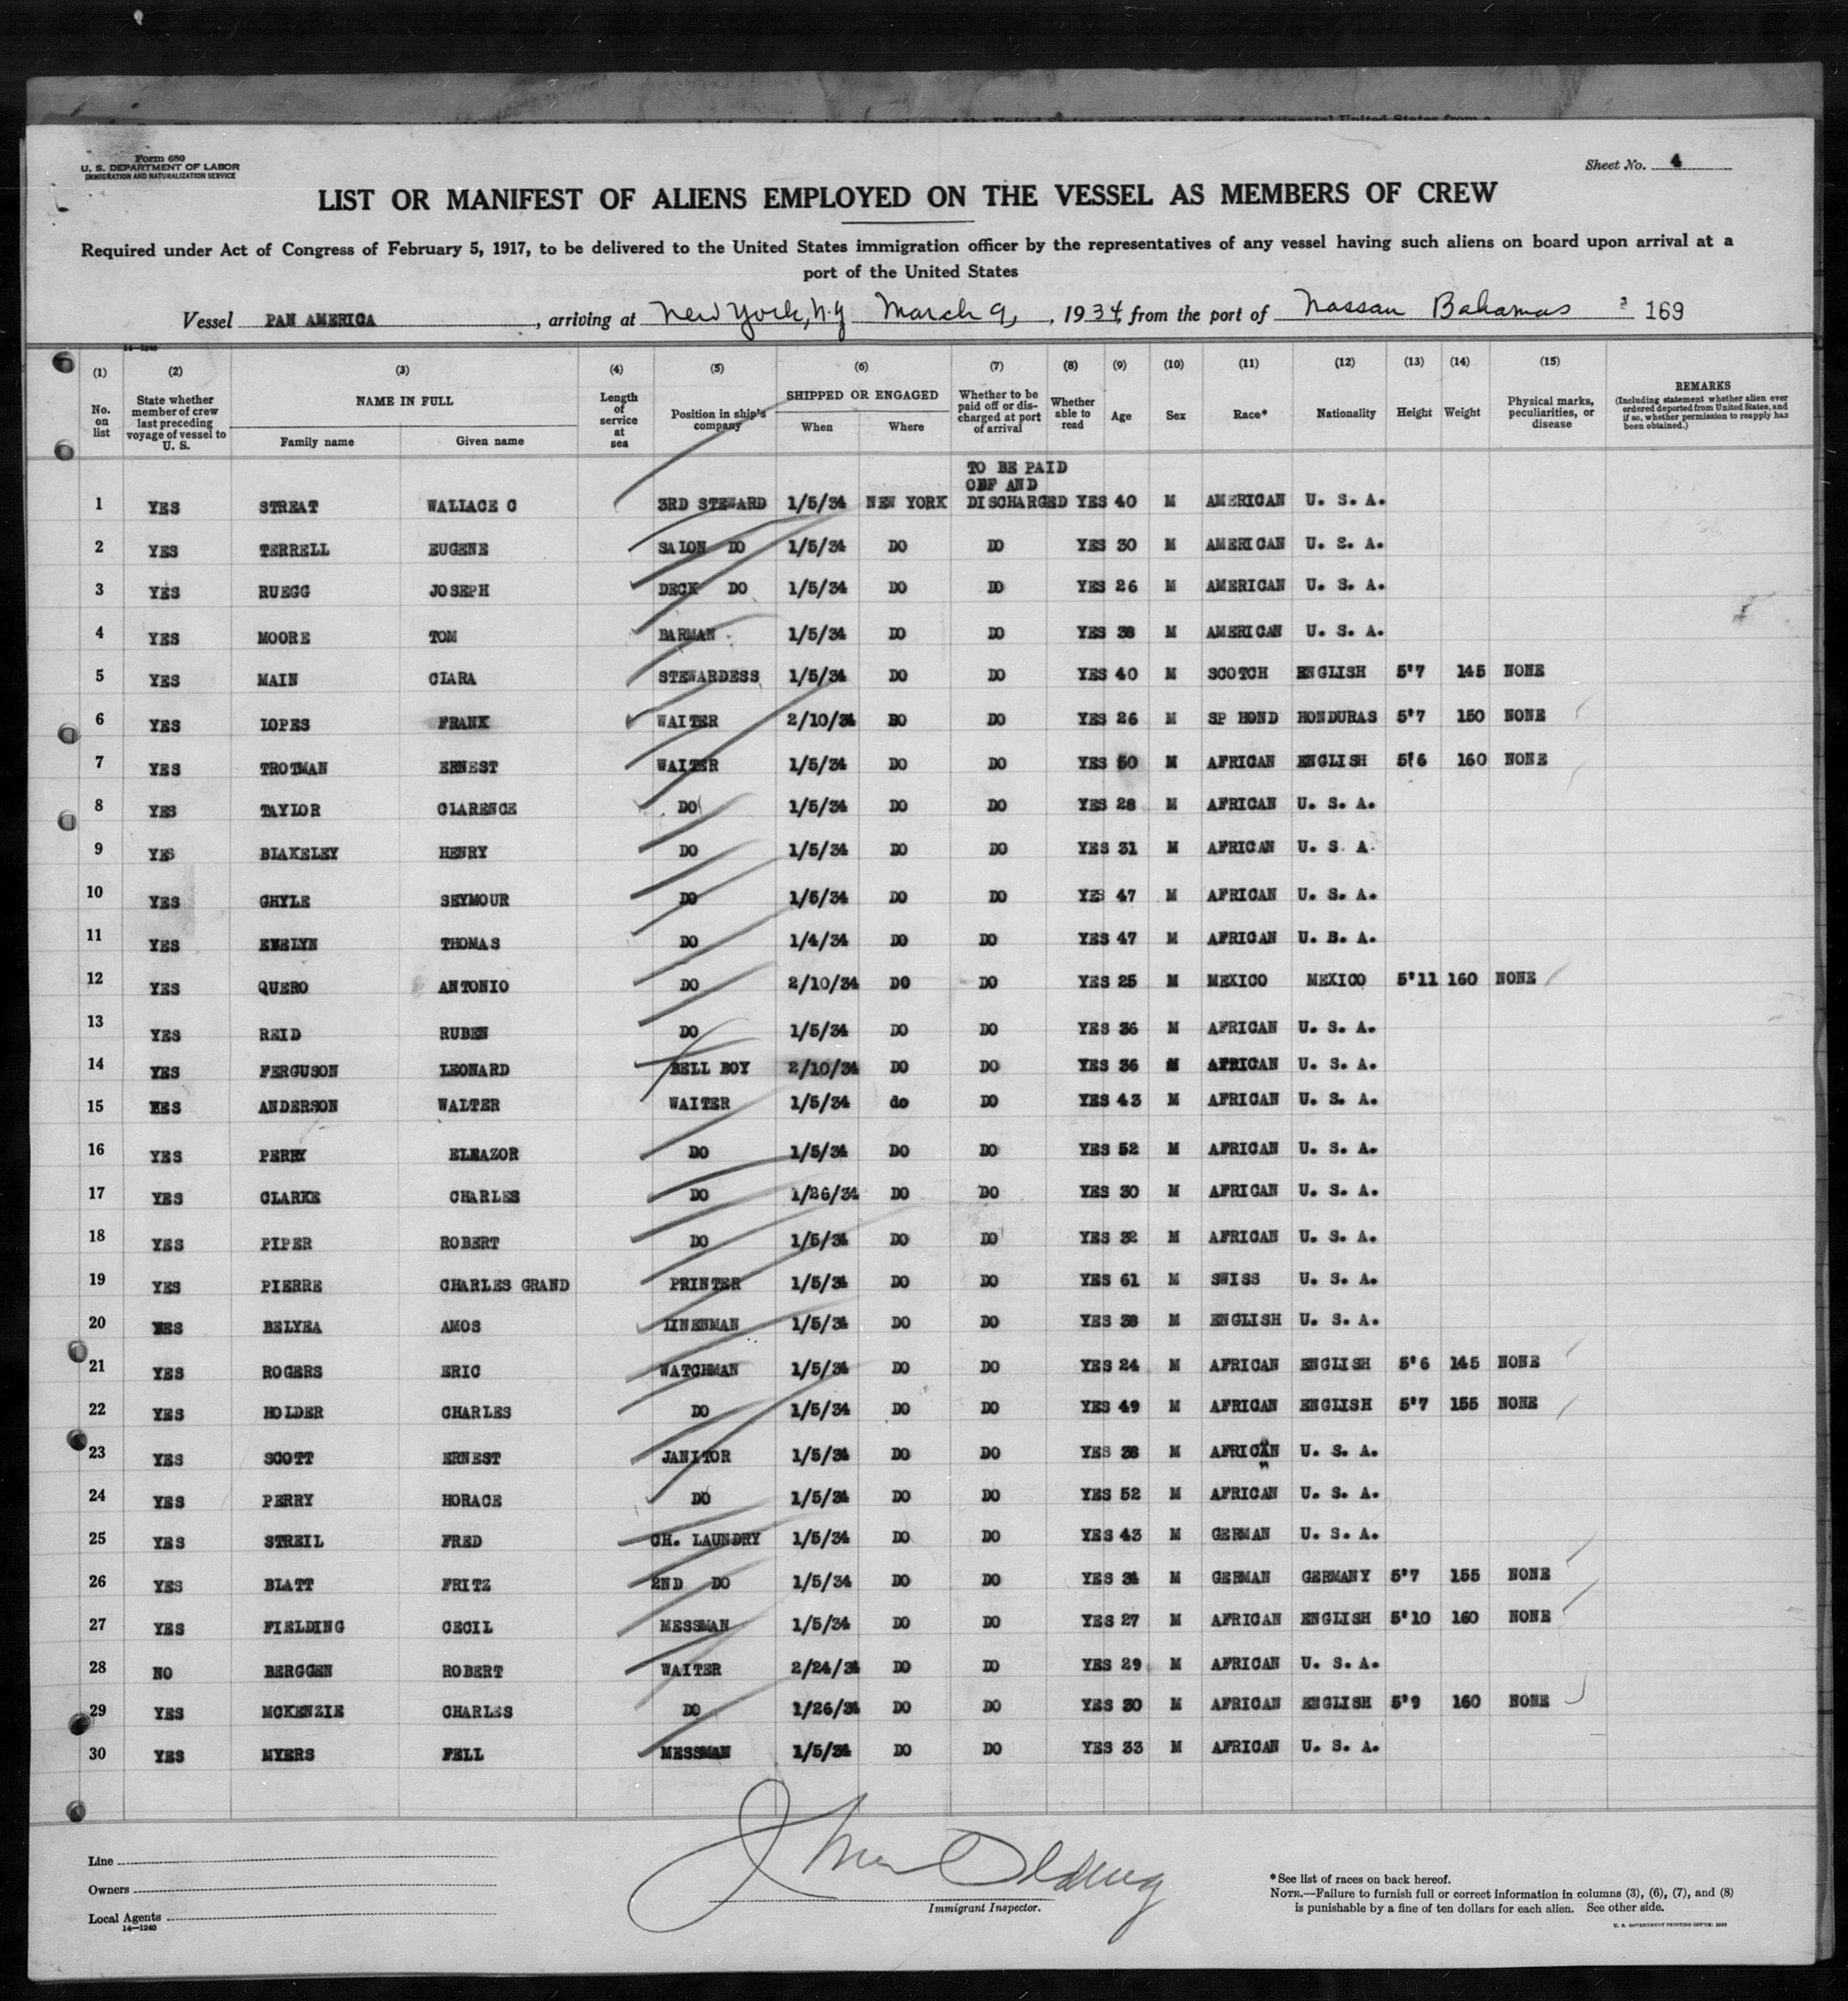 Form 680
U. S. DEPARTMENT OF LABOR
IMMIGRATION AND NATURALIZATION SERVICE
Sheet No. 4
LIST OR MANIFEST OF ALIENS EMPLOYED ON THE VESSEL AS MEMBERS OF CREW
Required under Act of Congress of February 5, 1917, to be delivered to the United States immigration officer by the representatives of any vessel having such aliens on board upon arrival at a
port of the United States
Vessel PAN AMERICA, arriving at New York, N.Y March 9, , 1934, from the port of Nassau Bahamas 169
14—1240
(1) (2) (3) (4) (5) (6) (7) (8) (9) (10) (11) (12) (13) (14) (15)
No. on list State whether member of crew last preceding voyage of vessel to U. S. NAME IN FULL Family name Given name Length of service at sea Position in ship's company SHIPPED OR ENGAGED When Where Whether to be paid off or discharged at port of arrival Whether able to read Age Sex Race* Nationality Height Weight Physical marks, peculiarities, or disease REMARKS (Including statement whether alien ever ordered deported from United States, and if so, whether permission to reapply has been obtained.)
TO BE PAID
OFF AND
1 YES STREAT WALLACE C 3RD STEWARD 1/5/34 NEW YORK DISCHARGED YES 40 M AMERICAN U. S. A.
2 YES TERRELL EUGENE SALON DO 1/5/34 DO DO YES 30 M AMERICAN U. S. A.
3 YES RUEGG JOSEPH DECK DO 1/5/34 DO DO YES 26 M AMERICAN U. S. A.
4 YES MOORE TOM BARMAN 1/5/34 DO DO YES 38 M AMERICAN U. S. A.
5 YES MAIN CLARA STEWARDESS 1/5/34 DO DO YES 40 M SCOTCH ENGLISH 5'7 145 NONE
6 YES LOPES FRANK WAITER 2/10/34 DO DO YES 26 M SP HOND HONDURAS 5'7 150 NONE
7 YES TROTMAN ERNEST WAITER 1/5/34 DO DO YES 50 M AFRICAN ENGLISH 5'6 160 NONE
8 YES TAYLOR CLARENCE DO 1/5/34 DO DO YES 28 M AFRICAN U. S. A.
9 YES BLAKELEY HENRY DO 1/5/34 DO DO YES 31 M AFRICAN U. S. A.
10 YES GHYLE SEYMOUR DO 1/5/34 DO DO YES 47 M AFRICAN U. S. A.
11 YES EVELYN THOMAS DO 1/4/34 DO DO YES 47 M AFRICAN U. S. A.
12 YES QUERO ANTONIO DO 2/10/34 DO DO YES 25 M MEXICO MEXICO 5'11 160 NONE
13 YES REID RUBEN DO 1/5/34 DO DO YES 36 M AFRICAN U. S. A.
14 YES FERGUSON LEONARD BELL BOY 2/10/34 DO DO YES 36 M AFRICAN U. S. A.
15 YES ANDERSON WALTER WAITER 1/5/34 do DO YES 43 M AFRICAN U. S. A.
16 YES PERRY ELEAZOR DO 1/5/34 DO DO YES 52 M AFRICAN U. S. A.
17 YES CLARKE CHARLES DO 1/26/34 DO DO YES 30 M AFRICAN U. S. A.
18 YES PIPER ROBERT DO 1/5/34 DO DO YES 32 M AFRICAN U. S. A.
19 YES PIERRE CHARLES GRAND PRINTER 1/5/34 DO DO YES 61 M SWISS U. S. A.
20 YES BELYEA AMOS LINENMAN 1/5/34 DO DO YES 38 M ENGLISH U. S. A.
21 YES ROGERS ERIC WATCHMAN 1/5/34 DO DO YES 24 M AFRICAN ENGLISH 5'6 145 NONE
22 YES HOLDER CHARLES DO 1/5/34 DO DO YES 49 M AFRICAN ENGLISH 5'7 155 NONE
23 YES SCOTT ERNEST JANITOR 1/5/34 DO DO YES 38 M AFRICAN U. S. A.
24 YES PERRY HORACE DO 1/5/34 DO DO YES 52 M AFRICAN U. S. A.
25 YES STREIL FRED CH. LAUNDRY 1/5/34 DO DO YES 43 M GERMAN U. S. A.
26 YES BLATT FRITZ 2ND DO 1/5/34 DO DO YES 34 M GERMAN GERMANY 5'7 155 NONE
27 YES FIELDING CECIL MESSMAN 1/5/34 DO DO YES 27 M AFRICAN ENGLISH 5'10 160 NONE
28 NO BERGGEN ROBERT WAITER 2/24/34 DO DO YES 29 M AFRICAN U. S. A.
29 YES MCKENZIE CHARLES DO 1/26/34 DO DO YES 30 M AFRICAN ENGLISH 5'9 160 NONE
30 YES MYERS FELL MESSMAN 1/5/34 DO DO YES 33 M AFRICAN U. S. A.
Line
Owners
Local Agents
14—1240
Immigrant Inspector.
*See list of races on back hereof.
NOTE.—Failure to furnish full or correct information in columns (3), (6), (7), and (8)
is punishable by a fine of ten dollars for each alien. See other side.
U. S. GOVERNMENT PRINTING OFFICE: 1933